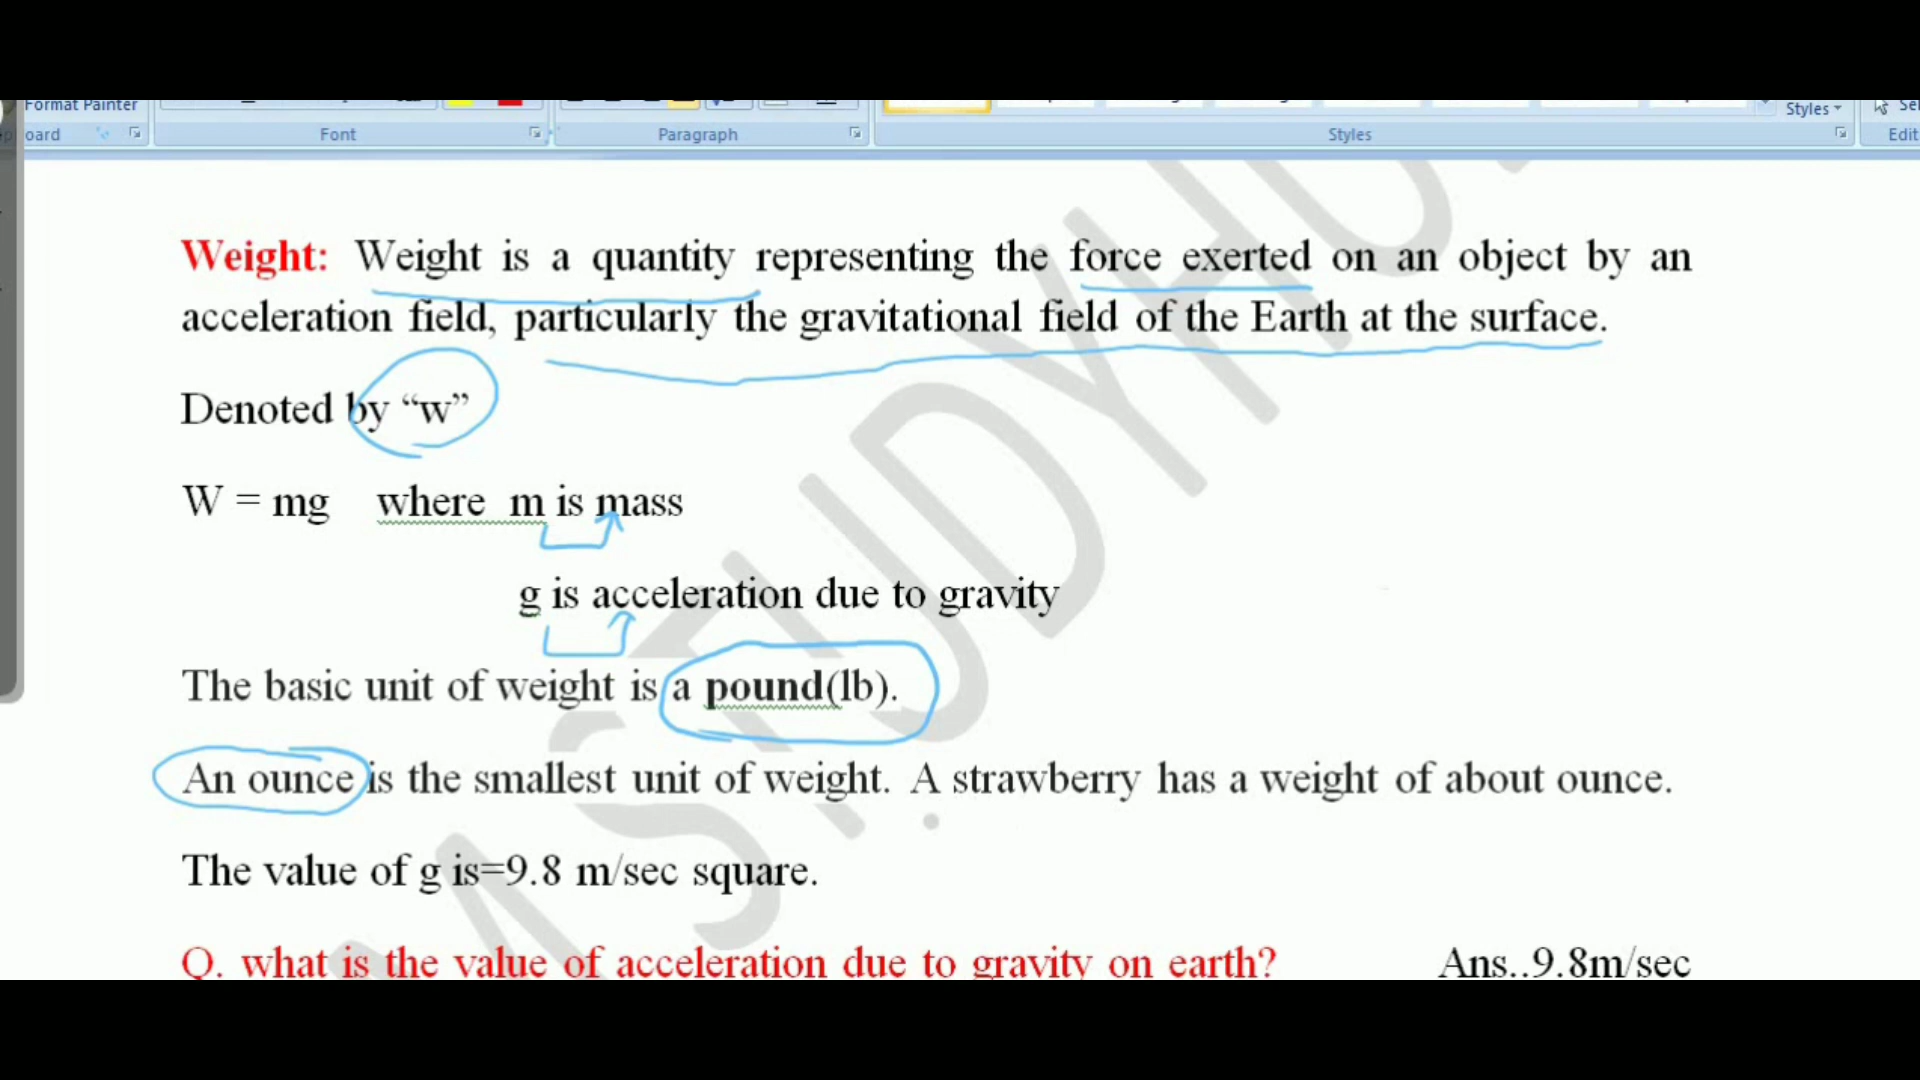 Format Painter
oard
Font
Paragraph
Styles
Styles
Edit
Weight: Weight is a quantity representing the force exerted on an object by an
acceleration field, particularly the gravitational field of the Earth at the surface.
Denoted by “w”
W = mg where m is mass
g is acceleration due to gravity
The basic unit of weight is a pound(lb).
An ounce is the smallest unit of weight. A strawberry has a weight of about ounce.
The value of g is=9.8 m/sec square.
Q. what is the value of acceleration due to gravity on earth? Ans..9.8m/sec